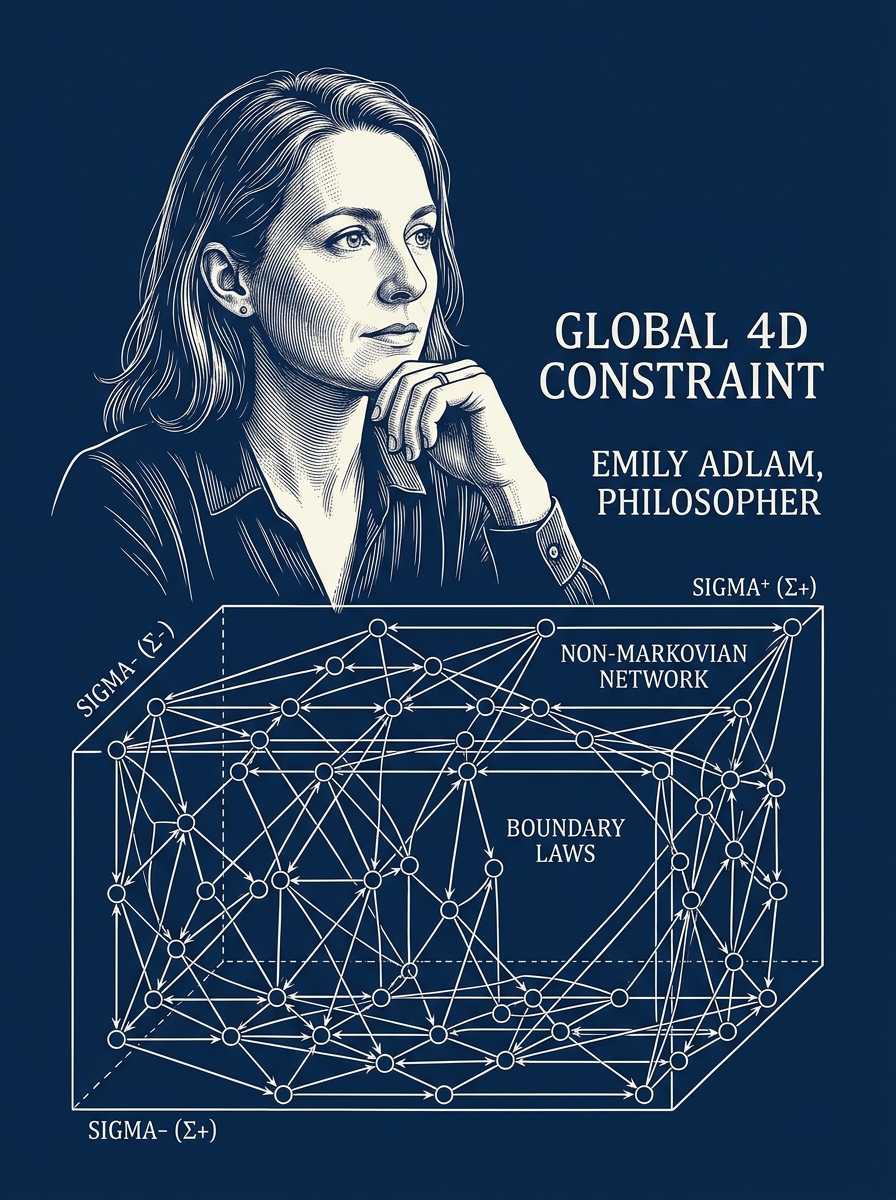 GLOBAL 4D
CONSTRAINT
EMILY ADLAM,
PHILOSOPHER
SIGMA⁺ (Σ+)
SIGMA- (Σ-)
NON-MARKOVIAN
NETWORK
BOUNDARY
LAWS
SIGMA– (Σ+)